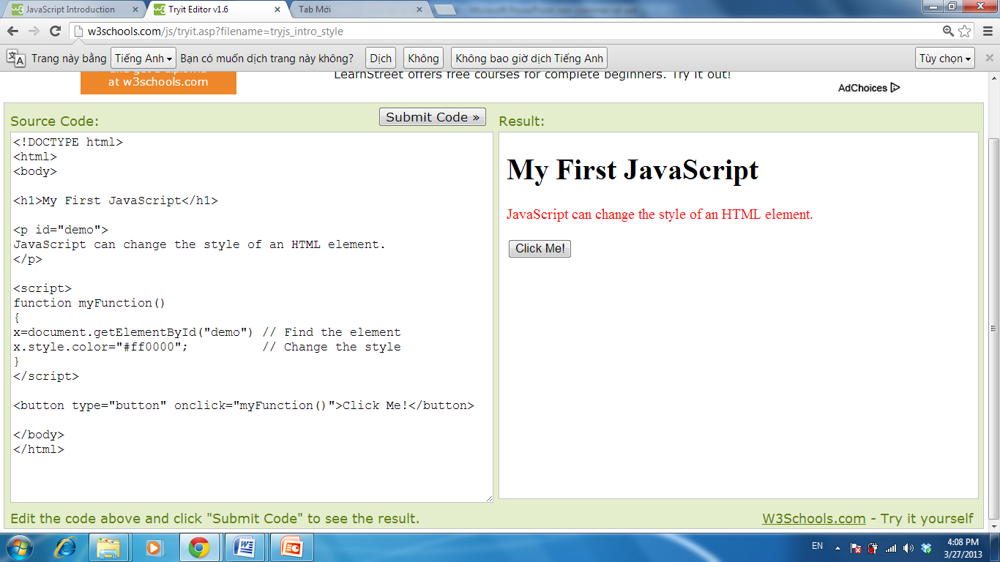 JavaScript Introduction
Tryit Editor v1.6
Tab Mới
w3schools.com/js/tryit.asp?filename=tryjs_intro_style
Trang này bằng Tiếng Anh Bạn có muốn dịch trang này không? Dịch Không Không bao giờ dịch Tiếng Anh Tùy chọn
at w3schools.com
LearnStreet offers free courses for complete beginners. Try it out!
AdChoices
Source Code:
Submit Code »
<!DOCTYPE html>
<html>
<body>
<h1>My First JavaScript</h1>
<p id="demo">
JavaScript can change the style of an HTML element.
</p>
<script>
function myFunction()
{
x=document.getElementById("demo") // Find the element
x.style.color="#ff0000";          // Change the style
}
</script>
<button type="button" onclick="myFunction()">Click Me!</button>
</body>
</html>
Result:
My First JavaScript
JavaScript can change the style of an HTML element.
Click Me!
Edit the code above and click "Submit Code" to see the result.
W3Schools.com - Try it yourself
EN
4:08 PM
3/27/2013